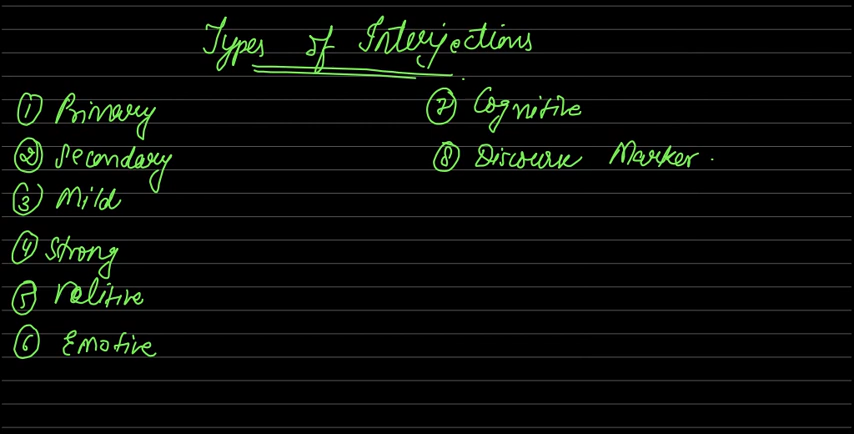 Types of Interjections
① Primary
② Secondary
③ Mild
④ Strong
⑤ Volitive
⑥ Emotive
⑦ Cognitive
⑧ Discourse Marker.